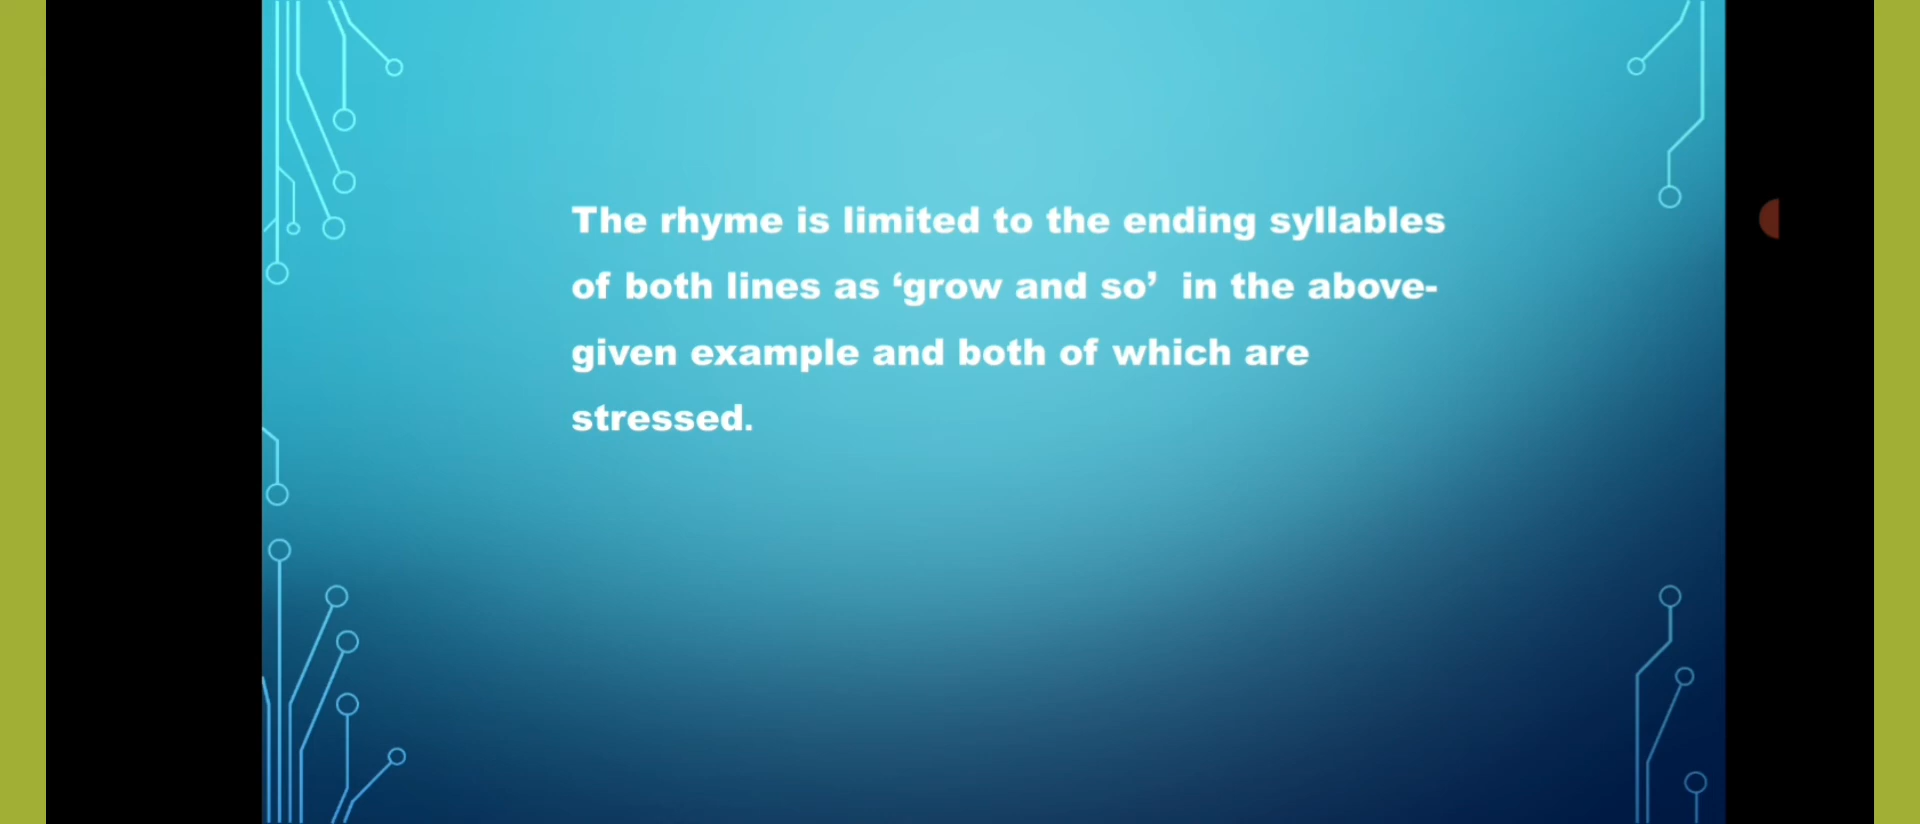 The rhyme is limited to the ending syllables
of both lines as ‘grow and so’  in the above-
given example and both of which are
stressed.